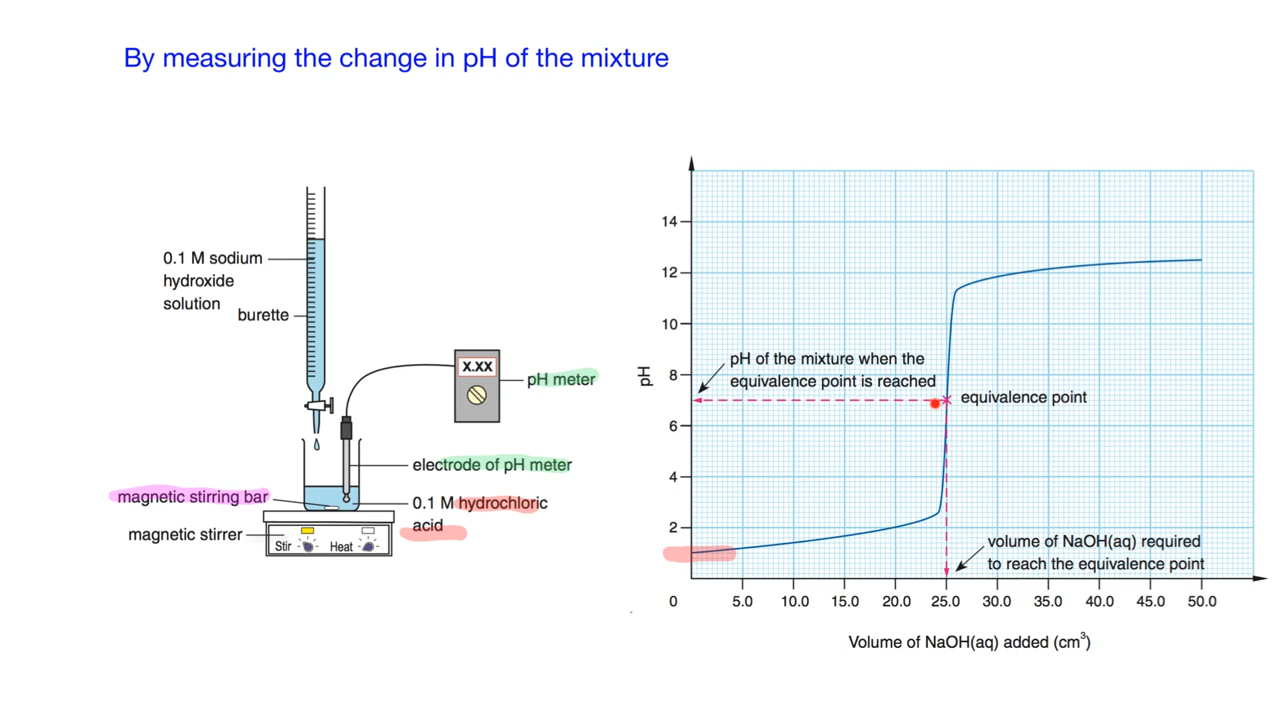 By measuring the change in pH of the mixture
0.1 M sodium
hydroxide
solution
burette
X.XX
pH meter
electrode of pH meter
magnetic stirring bar
0.1 M hydrochloric
acid
magnetic stirrer
Stir
Heat
pH
14
12
10
8
6
4
2
0
pH of the mixture when the
equivalence point is reached
equivalence point
volume of NaOH(aq) required
to reach the equivalence point
5.0 10.0 15.0 20.0 25.0 30.0 35.0 40.0 45.0 50.0
Volume of NaOH(aq) added (cm³)